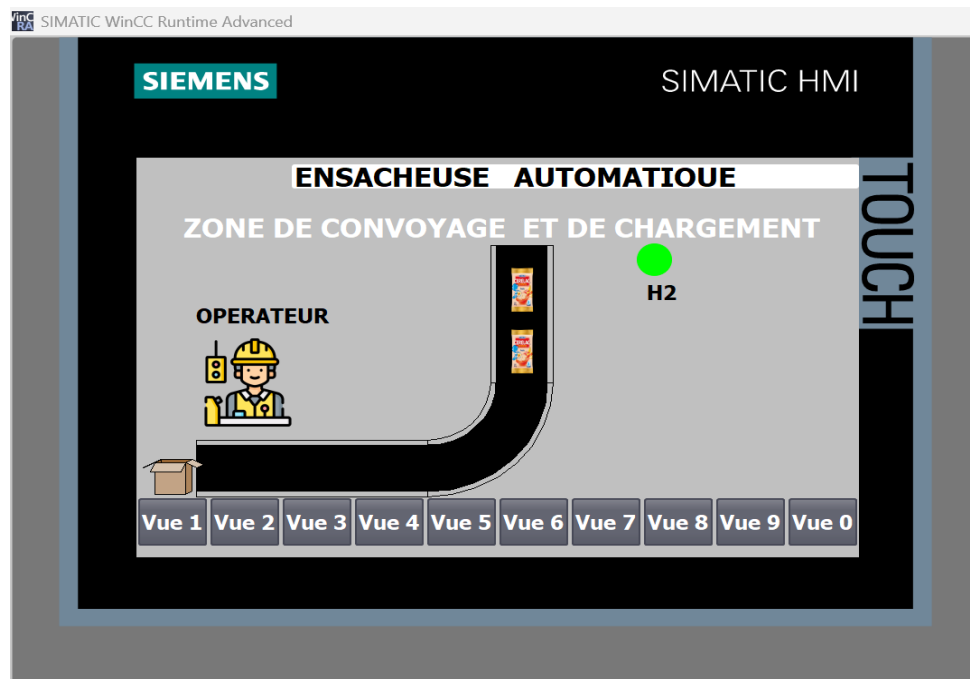 SIMATIC WinCC Runtime Advanced
SIEMENS
SIMATIC HMI
TOUCH
ENSACHEUSE AUTOMATIOUE
ZONE DE CONVOYAGE ET DE CHARGEMENT
H2
OPERATEUR
Vue 1 Vue 2 Vue 3 Vue 4 Vue 5 Vue 6 Vue 7 Vue 8 Vue 9 Vue 0